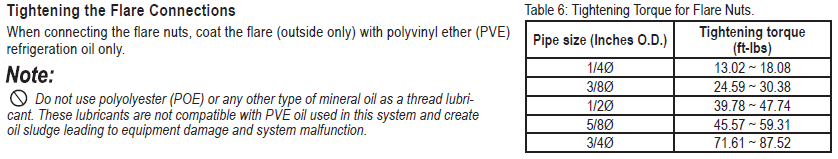 Tightening the Flare Connections
When connecting the flare nuts, coat the flare (outside only) with polyvinyl ether (PVE)
refrigeration oil only.
Note:
Do not use polyolyester (POE) or any other type of mineral oil as a thread lubri-
cant. These lubricants are not compatible with PVE oil used in this system and create
oil sludge leading to equipment damage and system malfunction.
Table 6: Tightening Torque for Flare Nuts.
Pipe size (Inches O.D.) Tightening torque
(ft-lbs)
1/4Ø 13.02 ~ 18.08
3/8Ø 24.59 ~ 30.38
1/2Ø 39.78 ~ 47.74
5/8Ø 45.57 ~ 59.31
3/4Ø 71.61 ~ 87.52